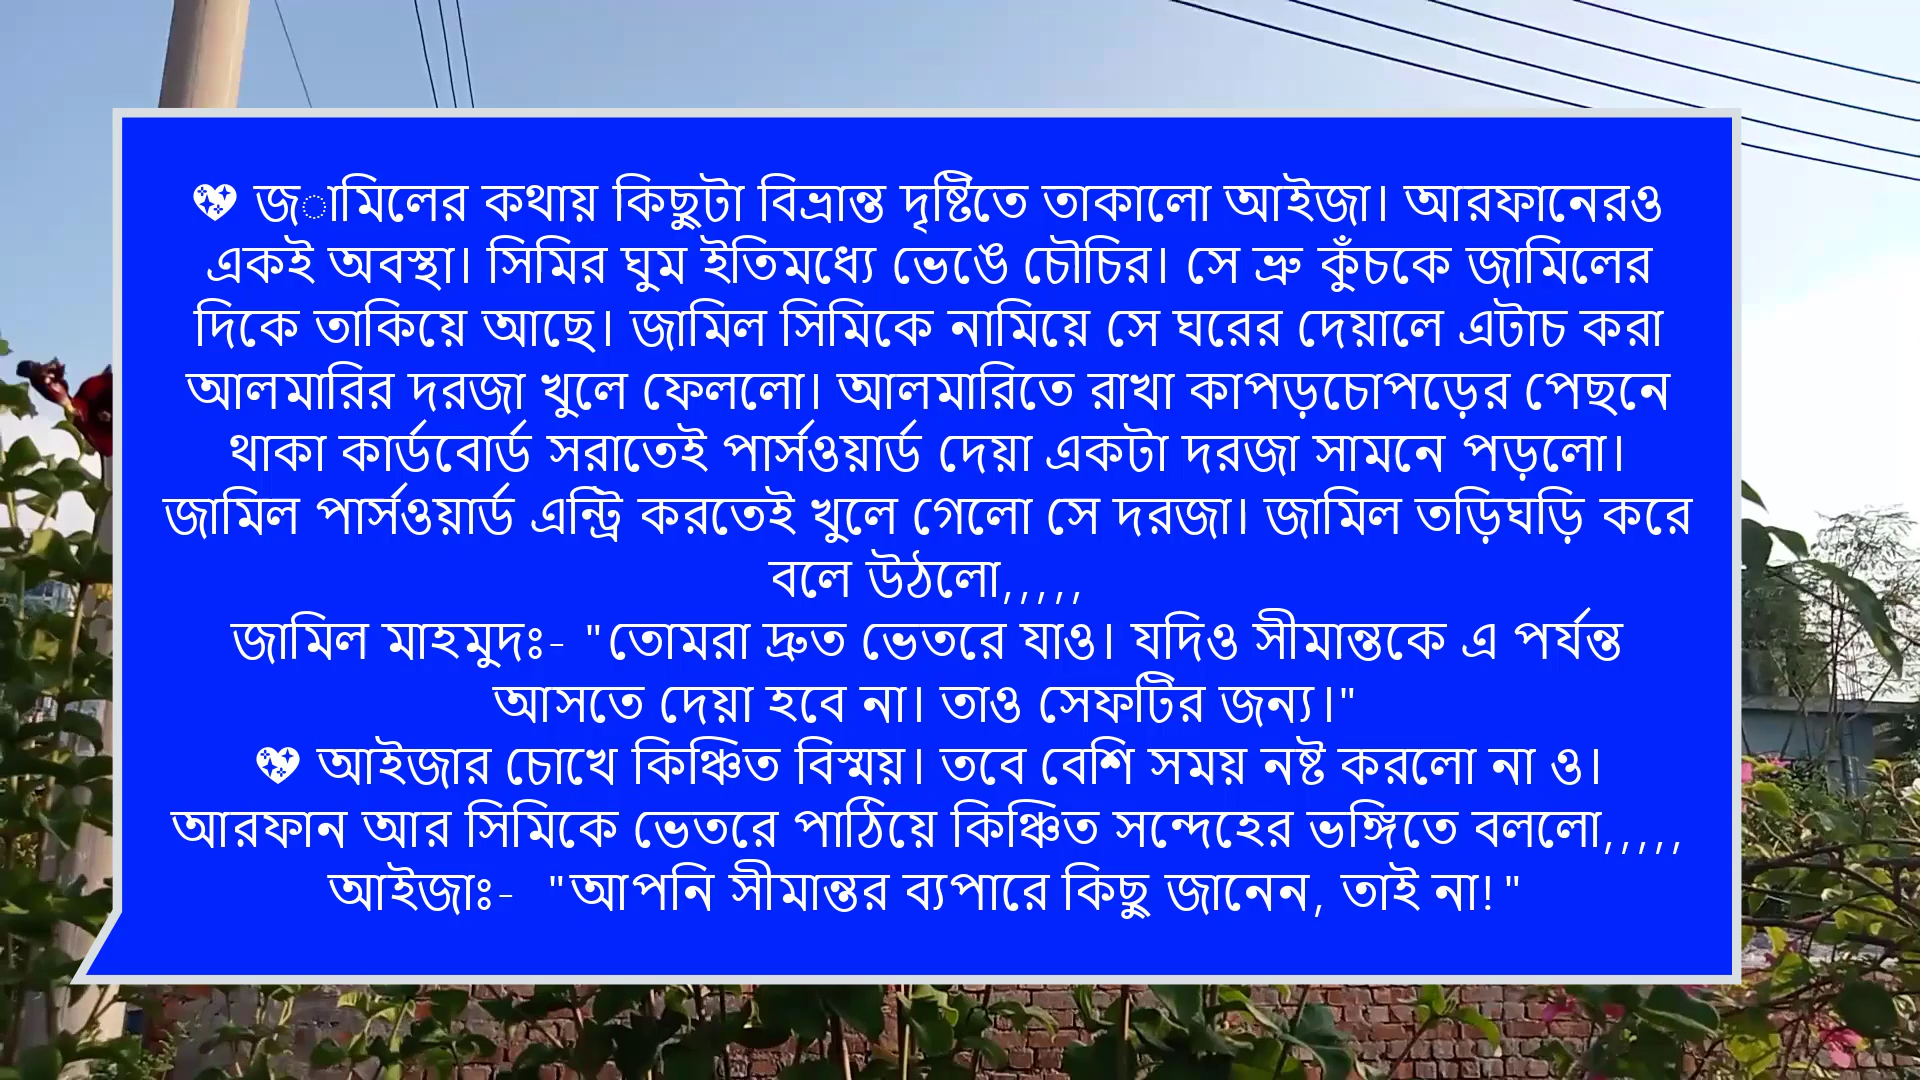 💖 জামিলের কথায় কিছুটা বিভ্রান্ত দৃষ্টিতে তাকালো আইজা। আরফানেরও
একই অবস্থা। সিমির ঘুম ইতিমধ্যে ভেঙে চৌচির। সে ভ্রু কুঁচকে জামিলের
দিকে তাকিয়ে আছে। জামিল সিমিকে নামিয়ে সে ঘরের দেয়ালে এটাচ করা
আলমারির দরজা খুলে ফেললো। আলমারিতে রাখা কাপড়চোপড়ের পেছনে
থাকা কার্ডবোর্ড সরাতেই পার্সওয়ার্ড দেয়া একটা দরজা সামনে পড়লো।
জামিল পার্সওয়ার্ড এন্ট্রি করতেই খুলে গেলো সে দরজা। জামিল তড়িঘড়ি করে
বলে উঠলো,,,,,
জামিল মাহমুদঃ- "তোমরা দ্রুত ভেতরে যাও। যদিও সীমান্তকে এ পর্যন্ত
আসতে দেয়া হবে না। তাও সেফটির জন্য।"
💖 আইজার চোখে কিঞ্চিত বিস্ময়। তবে বেশি সময় নষ্ট করলো না ও।
আরফান আর সিমিকে ভেতরে পাঠিয়ে কিঞ্চিত সন্দেহের ভঙ্গিতে বললো,,,,,
আইজাঃ-  "আপনি সীমান্তর ব্যপারে কিছু জানেন, তাই না!"